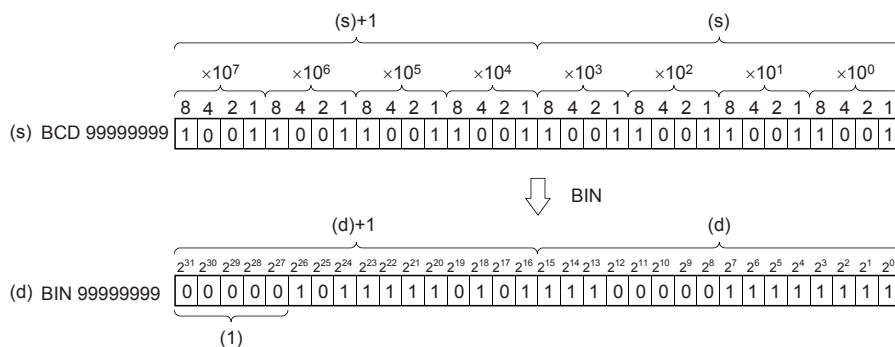 (s)+1 (s)
×10⁷ ×10⁶ ×10⁵ ×10⁴ ×10³ ×10² ×10¹ ×10⁰
8 4 2 1 8 4 2 1 8 4 2 1 8 4 2 1 8 4 2 1 8 4 2 1 8 4 2 1 8 4 2 1
(s) BCD 99999999 1 0 0 1 1 0 0 1 1 0 0 1 1 0 0 1 1 0 0 1 1 0 0 1 1 0 0 1 1 0 0 1
BIN
(d)+1 (d)
2³¹ 2³⁰ 2²⁹ 2²⁸ 2²⁷ 2²⁶ 2²⁵ 2²⁴ 2²³ 2²² 2²¹ 2²⁰ 2¹⁹ 2¹⁸ 2¹⁷ 2¹⁶ 2¹⁵ 2¹⁴ 2¹³ 2¹² 2¹¹ 2¹⁰ 2⁹ 2⁸ 2⁷ 2⁶ 2⁵ 2⁴ 2³ 2² 2¹ 2⁰
(d) BIN 99999999 0 0 0 0 0 1 0 1 1 1 1 1 0 1 0 1 1 1 1 0 0 0 0 0 1 1 1 1 1 1 1 1
(1)